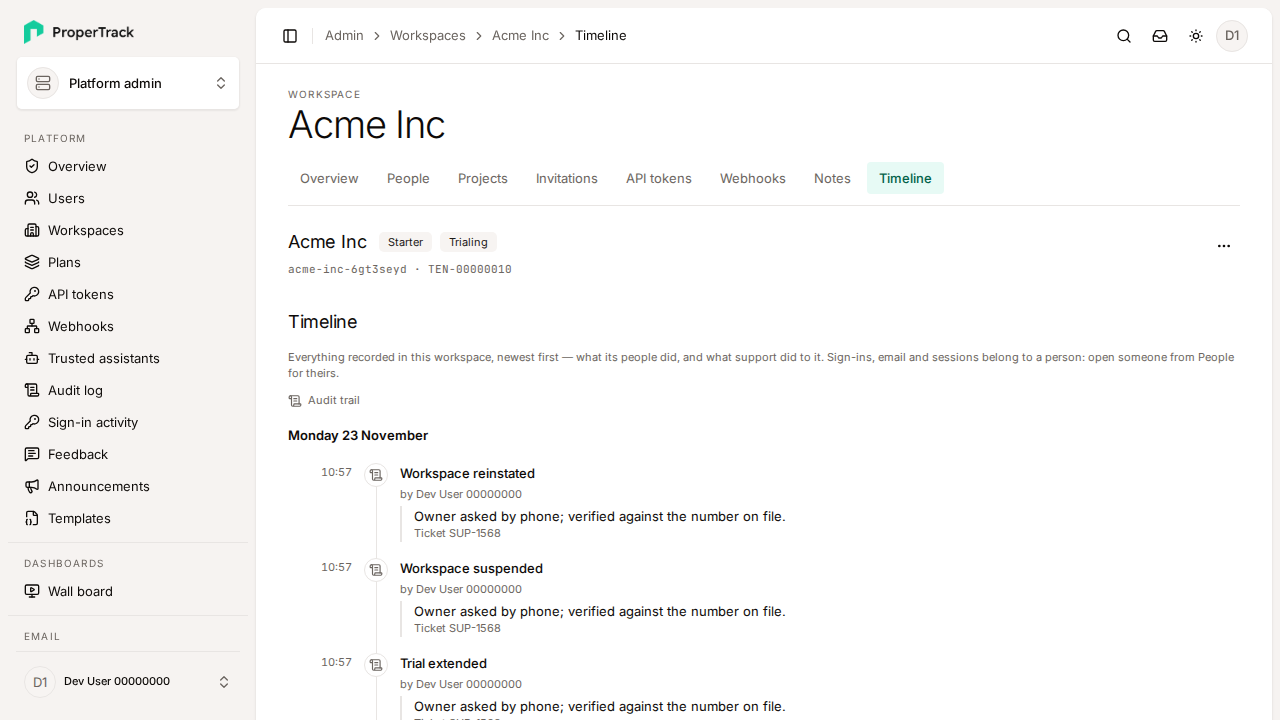 ProperTrack
Platform admin
PLATFORM
Overview
Users
Workspaces
Plans
API tokens
Webhooks
Trusted assistants
Audit log
Sign-in activity
Feedback
Announcements
Templates
DASHBOARDS
Wall board
EMAIL
D1 Dev User 00000000
Admin > Workspaces > Acme Inc > Timeline
D1
WORKSPACE
Acme Inc
Overview People Projects Invitations API tokens Webhooks Notes Timeline
Acme Inc Starter Trialing
acme-inc-6gt3seyd · TEN-00000010
Timeline
Everything recorded in this workspace, newest first — what its people did, and what support did to it. Sign-ins, email and sessions belong to a person: open someone from People
for theirs.
Audit trail
Monday 23 November
10:57 Workspace reinstated
by Dev User 00000000
Owner asked by phone; verified against the number on file.
Ticket SUP-1568
10:57 Workspace suspended
by Dev User 00000000
Owner asked by phone; verified against the number on file.
Ticket SUP-1568
10:57 Trial extended
by Dev User 00000000
Owner asked by phone; verified against the number on file.